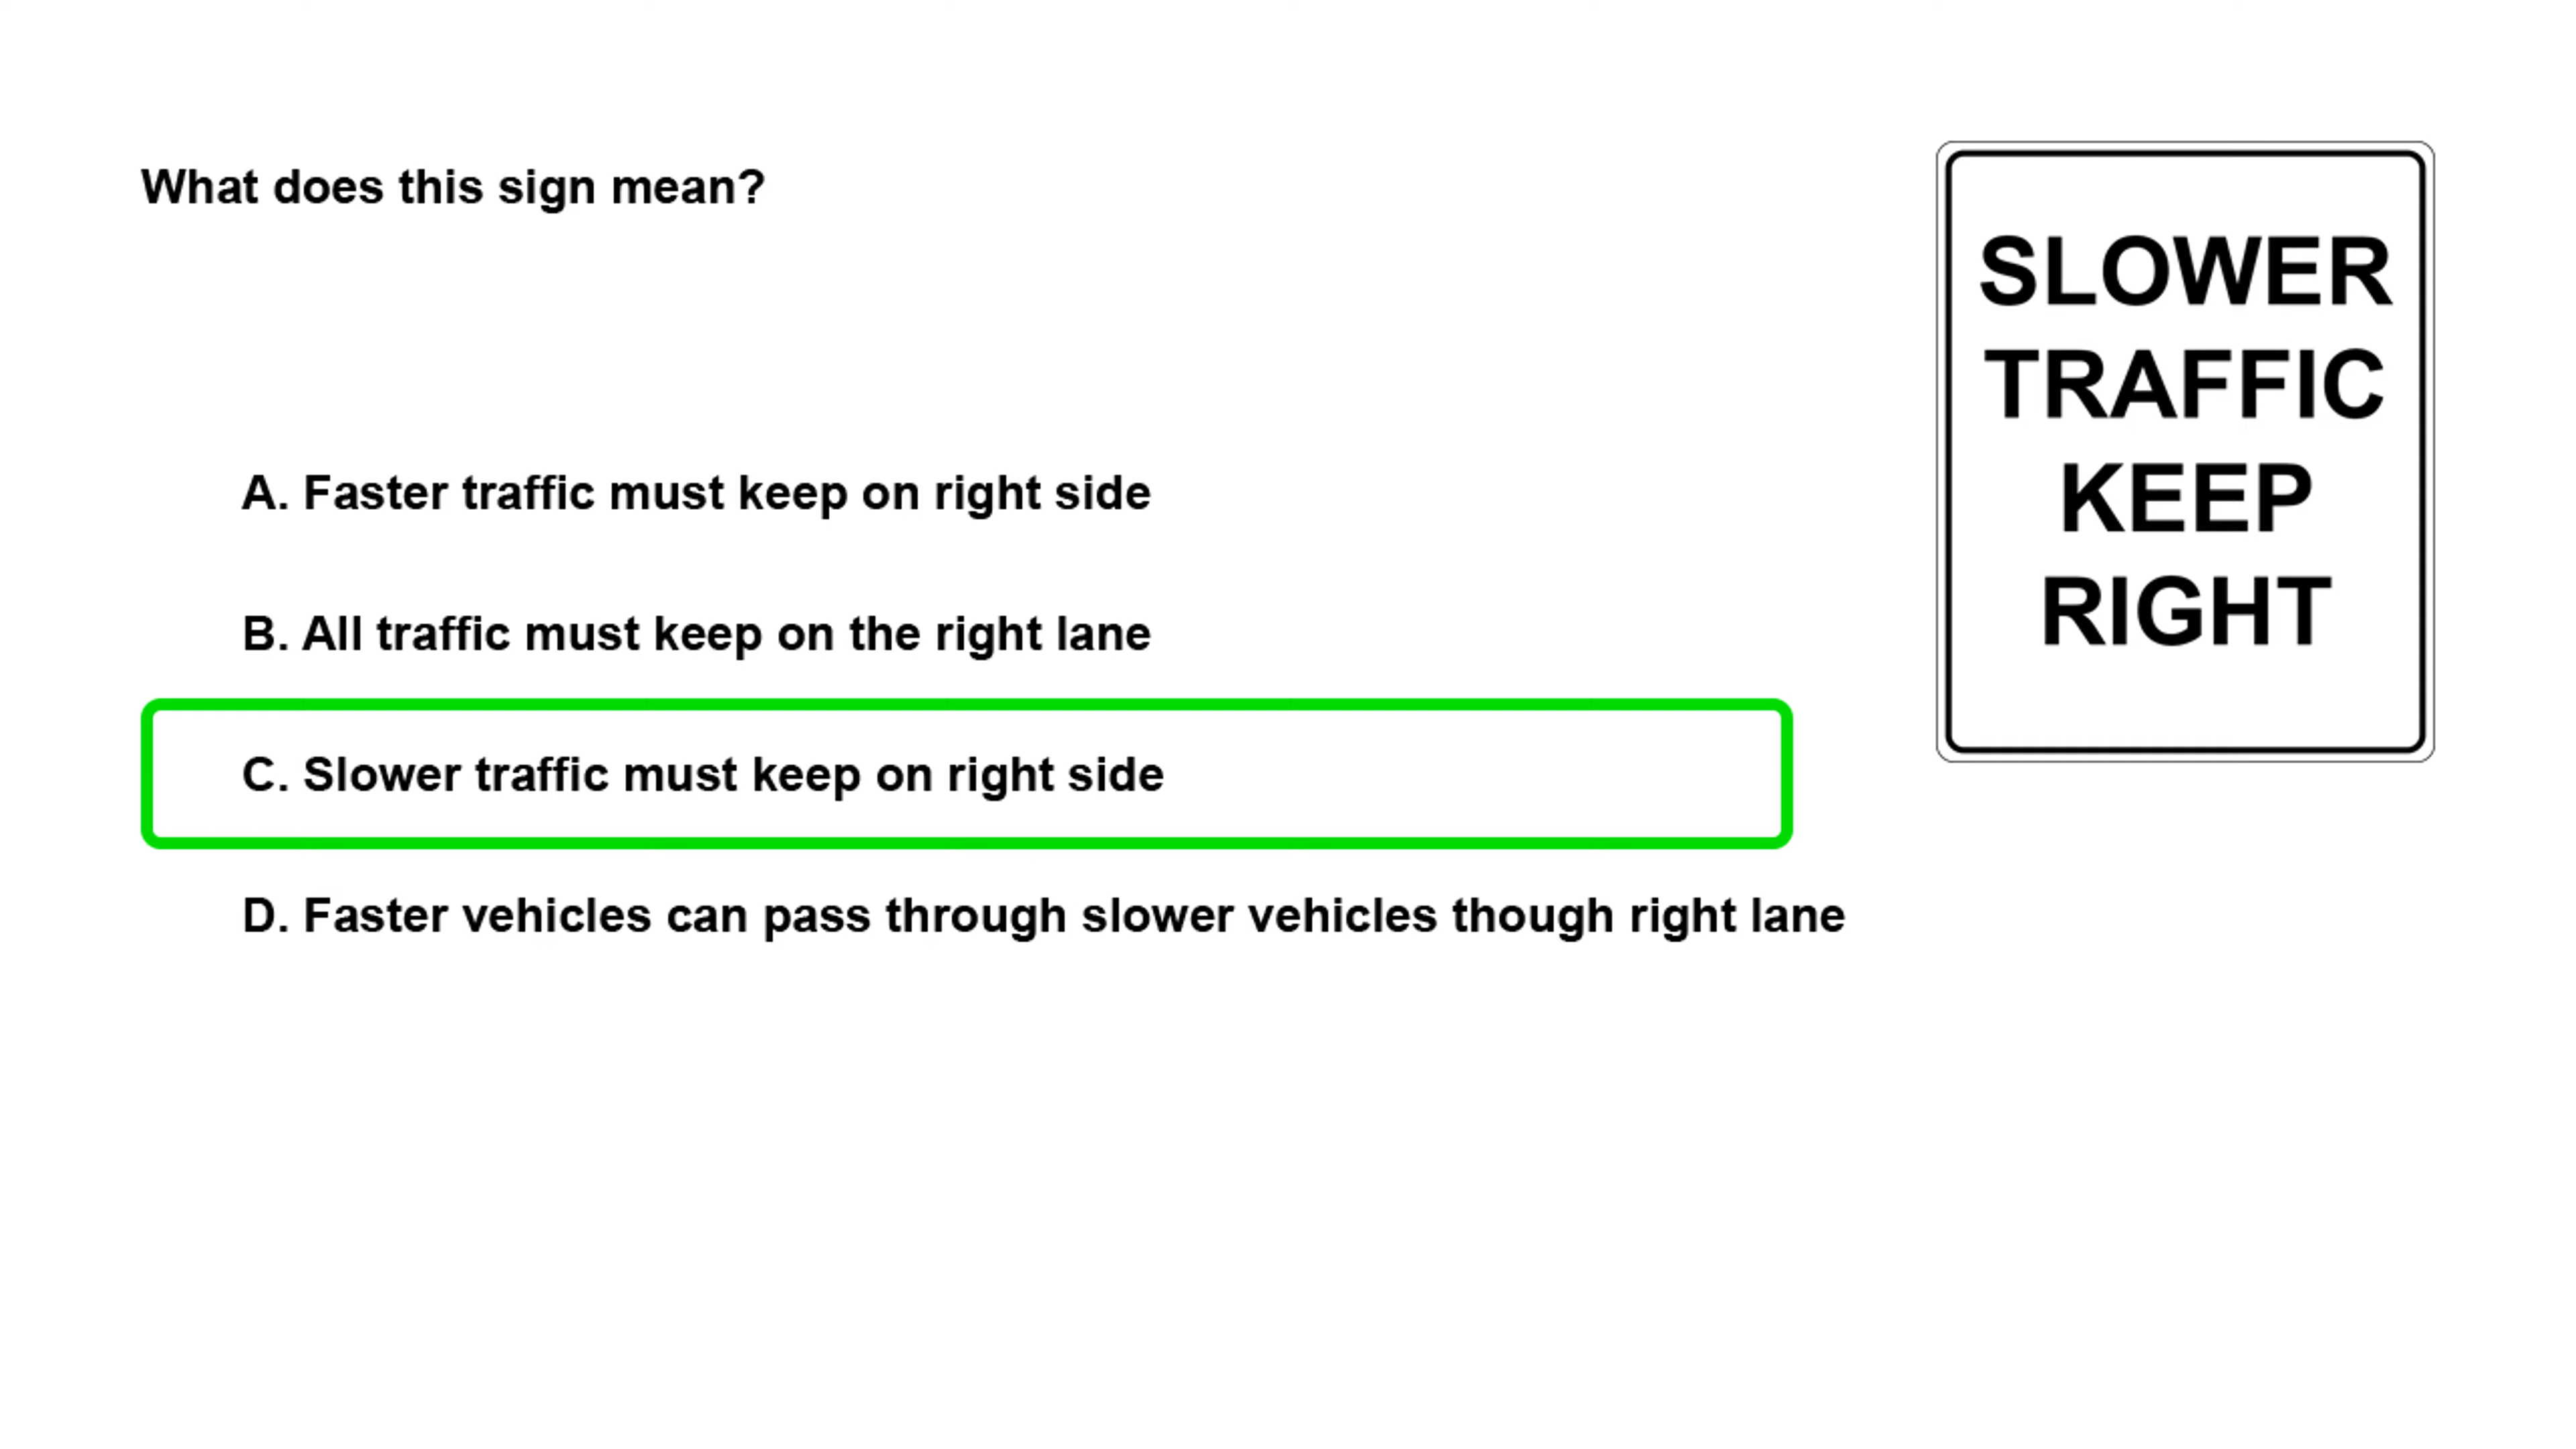 What does this sign mean?
SLOWER
TRAFFIC
KEEP
RIGHT
A. Faster traffic must keep on right side
B. All traffic must keep on the right lane
C. Slower traffic must keep on right side
D. Faster vehicles can pass through slower vehicles though right lane